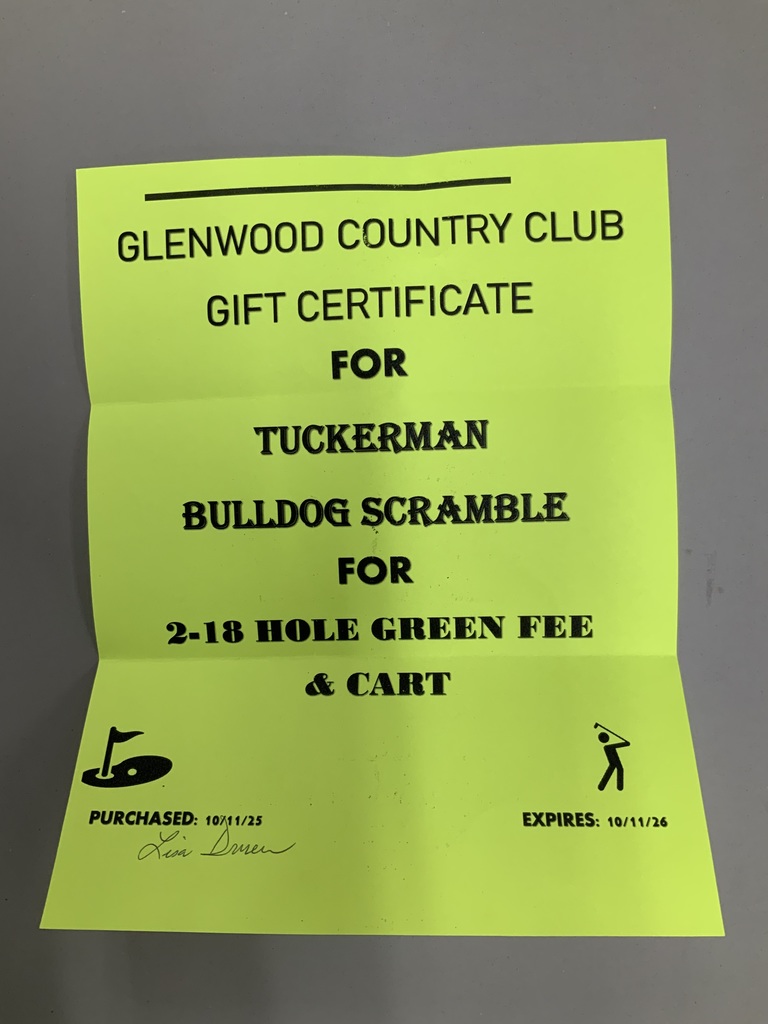 GLENWOOD COUNTRY CLUB
GIFT CERTIFICATE
FOR
TUCKERMAN
BULLDOG SCRAMBLE
FOR
2-18 HOLE GREEN FEE
& CART
PURCHASED: 10/11/25 EXPIRES: 10/11/26
Lisa